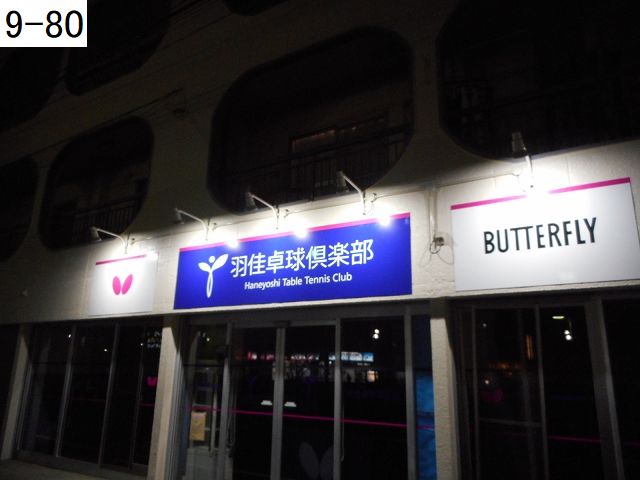 9-80
羽佳卓球倶楽部
Haneyoshi Table Tennis Club
BUTTERFLY